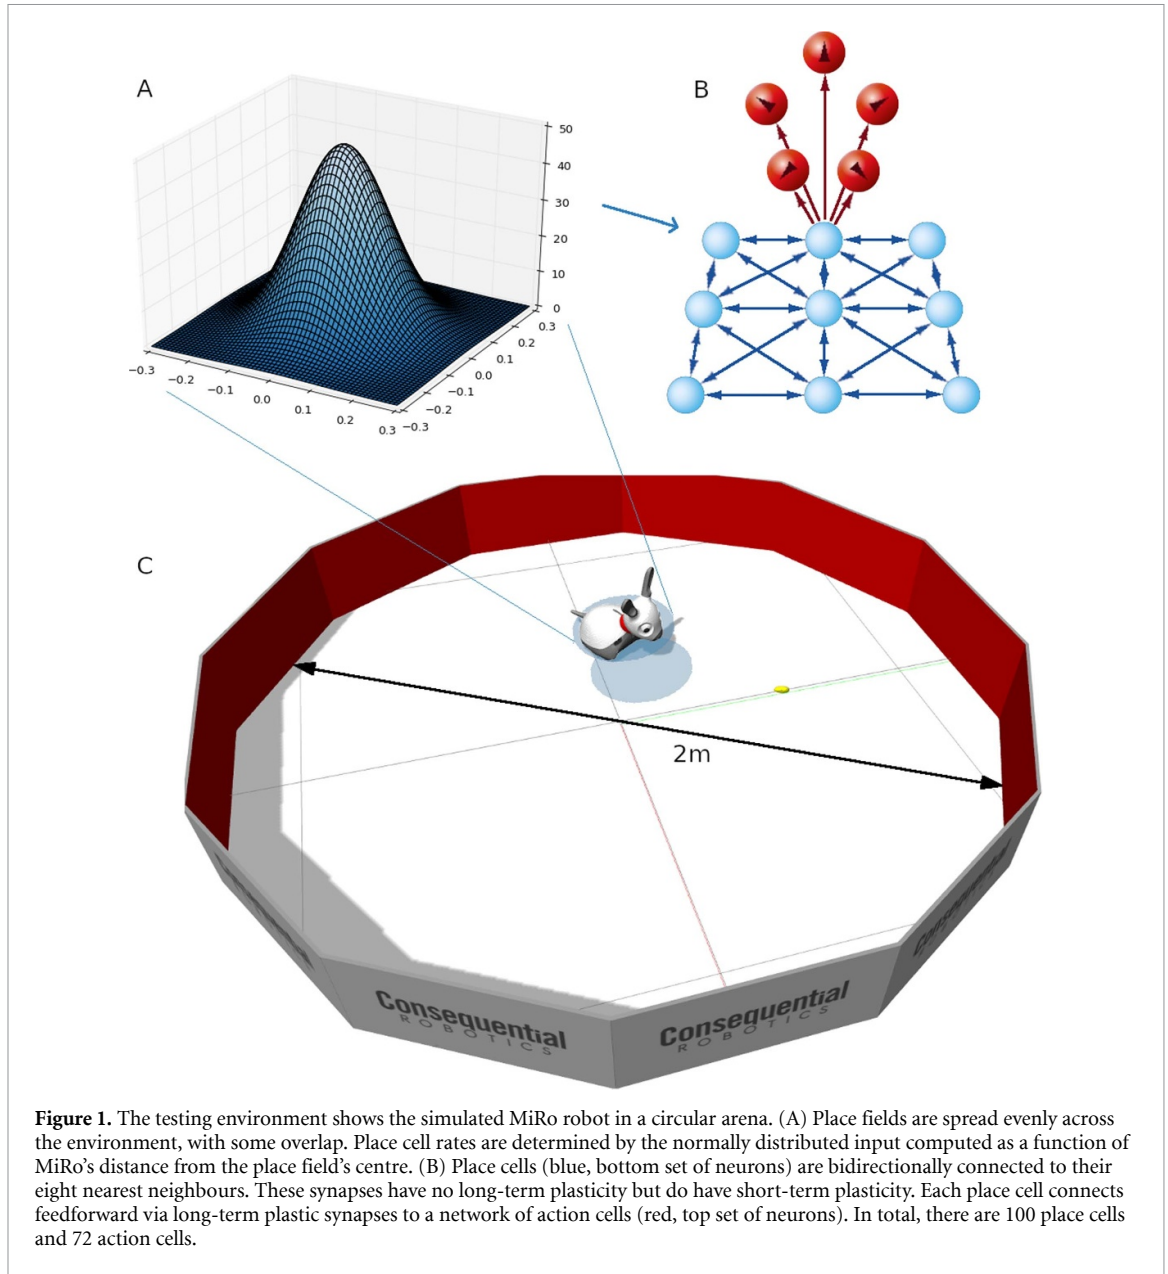 A
50
40
30
20
10
0
0.3
0.2
0.1
0.0
−0.1
−0.2
−0.3
−0.3
−0.2
−0.1
0.0
0.1
0.2
0.3
B
C
2m
Consequential
ROBOTICS
Consequential
ROBOTICS
Consequential
Figure 1. The testing environment shows the simulated MiRo robot in a circular arena. (A) Place fields are spread evenly across
the environment, with some overlap. Place cell rates are determined by the normally distributed input computed as a function of
MiRo’s distance from the place field’s centre. (B) Place cells (blue, bottom set of neurons) are bidirectionally connected to their
eight nearest neighbours. These synapses have no long-term plasticity but do have short-term plasticity. Each place cell connects
feedforward via long-term plastic synapses to a network of action cells (red, top set of neurons). In total, there are 100 place cells
and 72 action cells.